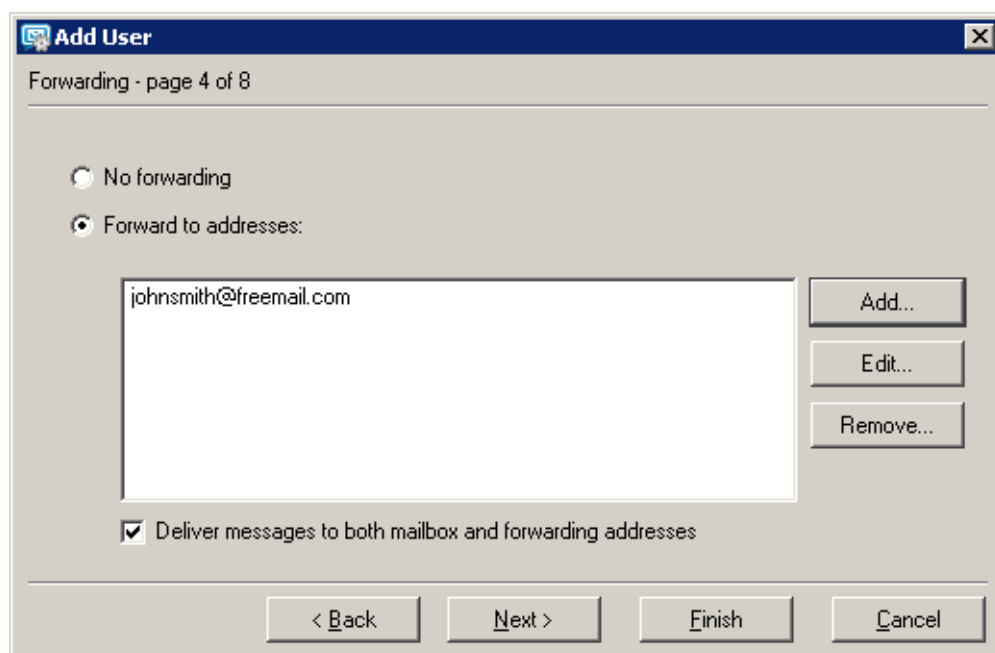 Add User
Forwarding - page 4 of 8
No forwarding
Forward to addresses:
johnsmith@freemail.com
Add...
Edit...
Remove...
Deliver messages to both mailbox and forwarding addresses
< Back Next > Finish Cancel